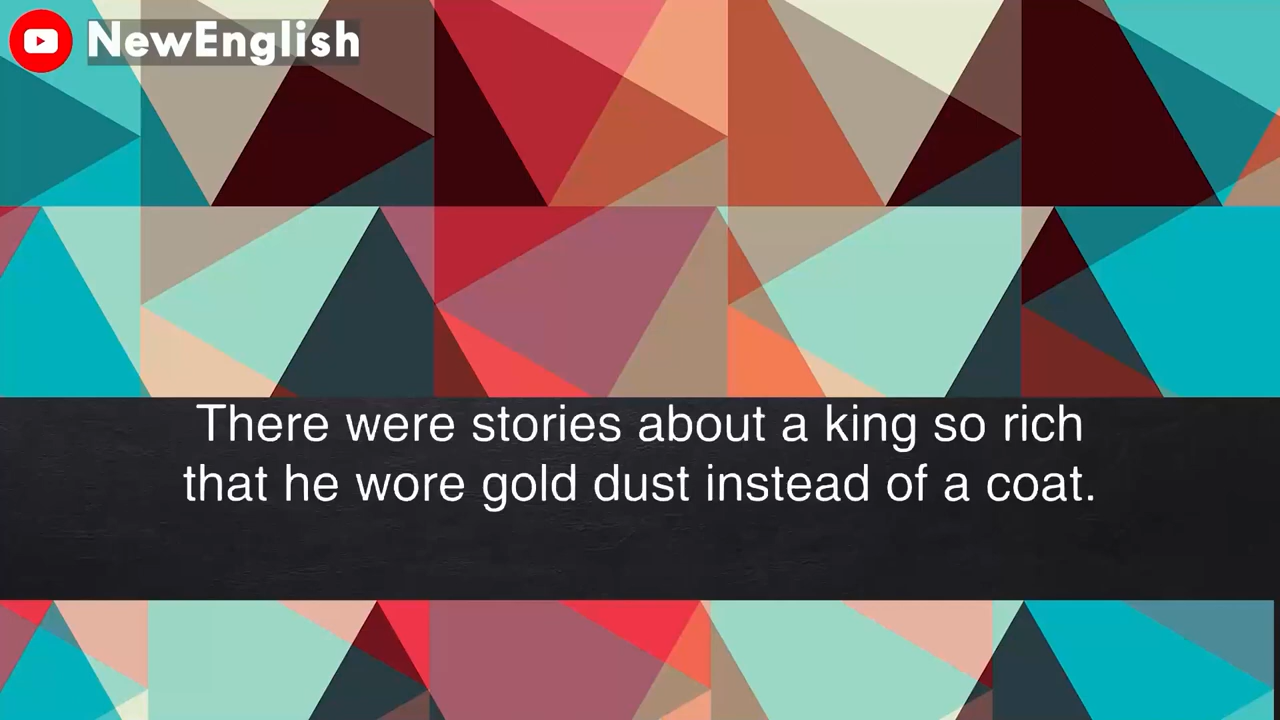 NewEnglish
There were stories about a king so rich
that he wore gold dust instead of a coat.